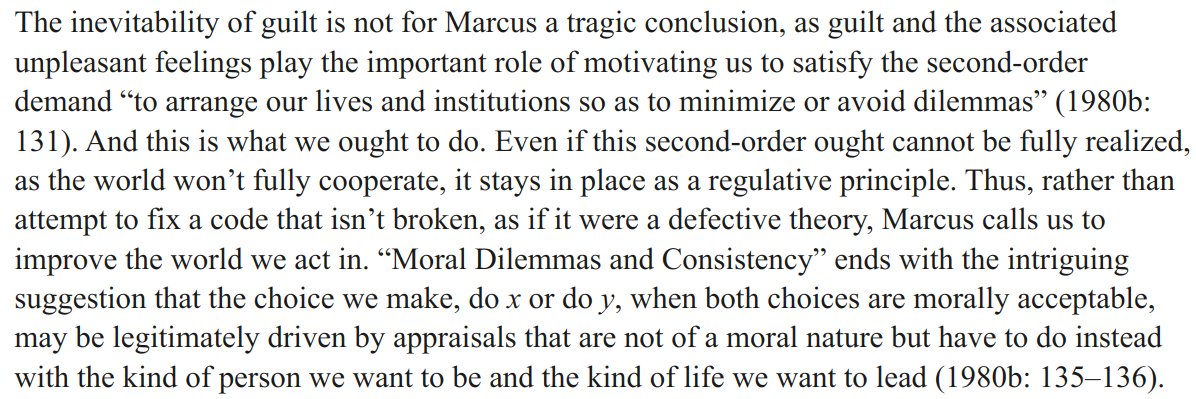 The inevitability of guilt is not for Marcus a tragic conclusion, as guilt and the associated
unpleasant feelings play the important role of motivating us to satisfy the second-order
demand “to arrange our lives and institutions so as to minimize or avoid dilemmas” (1980b:
131). And this is what we ought to do. Even if this second-order ought cannot be fully realized,
as the world won’t fully cooperate, it stays in place as a regulative principle. Thus, rather than
attempt to fix a code that isn’t broken, as if it were a defective theory, Marcus calls us to
improve the world we act in. “Moral Dilemmas and Consistency” ends with the intriguing
suggestion that the choice we make, do x or do y, when both choices are morally acceptable,
may be legitimately driven by appraisals that are not of a moral nature but have to do instead
with the kind of person we want to be and the kind of life we want to lead (1980b: 135–136).